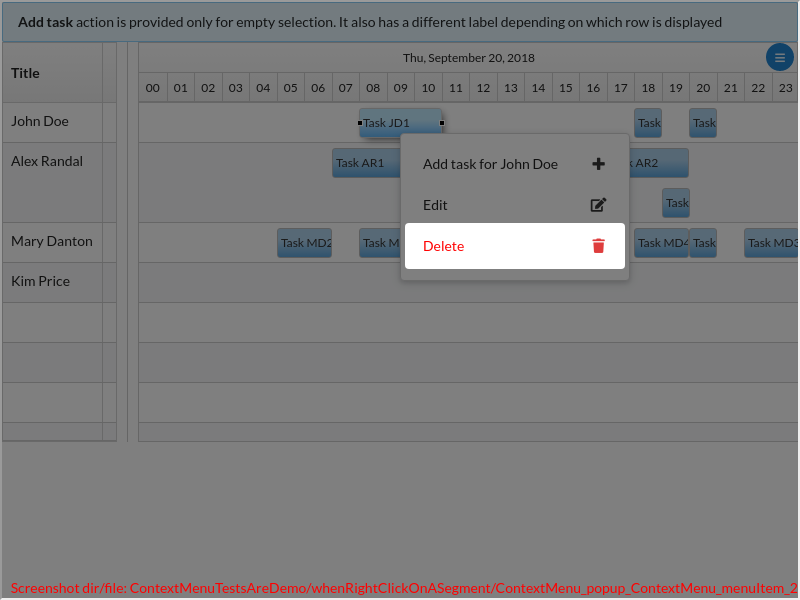 Add task action is provided only for empty selection. It also has a different label depending on which row is displayed
Title
Thu, September 20, 2018
00 01 02 03 04 05 06 07 08 09 10 11 12 13 14 15 16 17 18 19 20 21 22 23
John Doe
Task JD1
Task
Task
Alex Randal
Task AR1
AR2
Task
Mary Danton
Task MD2
Task M
Task MD4
Task
Task MD3
Kim Price
Add task for John Doe
Edit
Delete
Screenshot dir/file: ContextMenuTestsAreDemo/whenRightClickOnASegment/ContextMenu_popup_ContextMenu_menuItem_2